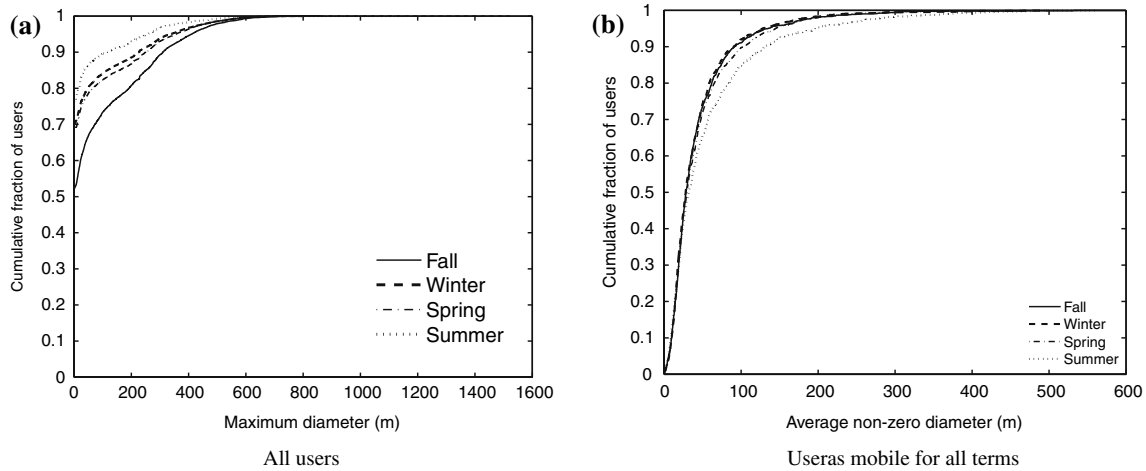 (a)
1
0.9
0.8
0.7
0.6
0.5
0.4
0.3
0.2
0.1
0
Cumulative fraction of users
Fall
Winter
Spring
Summer
0 200 400 600 800 1000 1200 1400 1600
Maximum diameter (m)
All users
(b)
1
0.9
0.8
0.7
0.6
0.5
0.4
0.3
0.2
0.1
0
Cumulative fraction of users
Fall
Winter
Spring
Summer
0 100 200 300 400 500 600
Average non-zero diameter (m)
Useras mobile for all terms